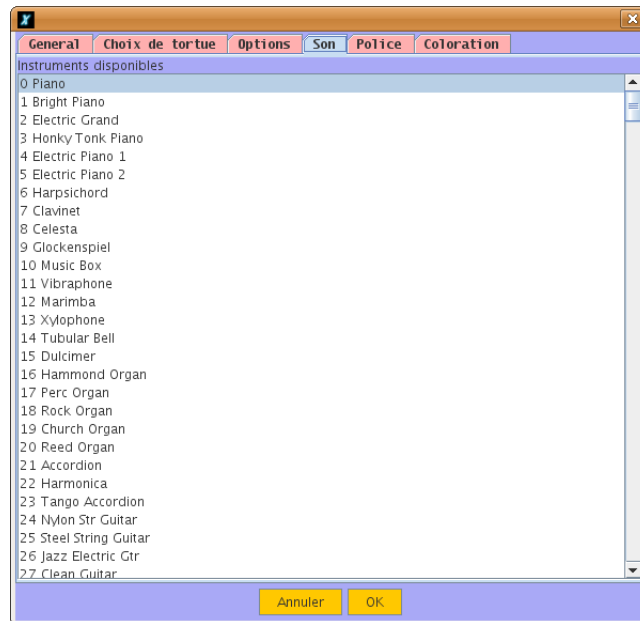 General Choix de tortue Options Son Police Coloration
Instruments disponibles
0 Piano
1 Bright Piano
2 Electric Grand
3 Honky Tonk Piano
4 Electric Piano 1
5 Electric Piano 2
6 Harpsichord
7 Clavinet
8 Celesta
9 Glockenspiel
10 Music Box
11 Vibraphone
12 Marimba
13 Xylophone
14 Tubular Bell
15 Dulcimer
16 Hammond Organ
17 Perc Organ
18 Rock Organ
19 Church Organ
20 Reed Organ
21 Accordion
22 Harmonica
23 Tango Accordion
24 Nylon Str Guitar
25 Steel String Guitar
26 Jazz Electric Gtr
27 Clean Guitar
Annuler OK